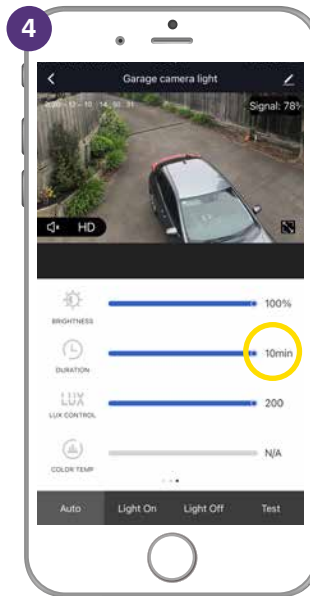 4
Garage camera light
Signal: 78%
HD
100%
BRIGHTNESS
10min
DURATION
LUX
200
LUX CONTROL
N/A
COLOR TEMP
Auto Light On Light Off Test